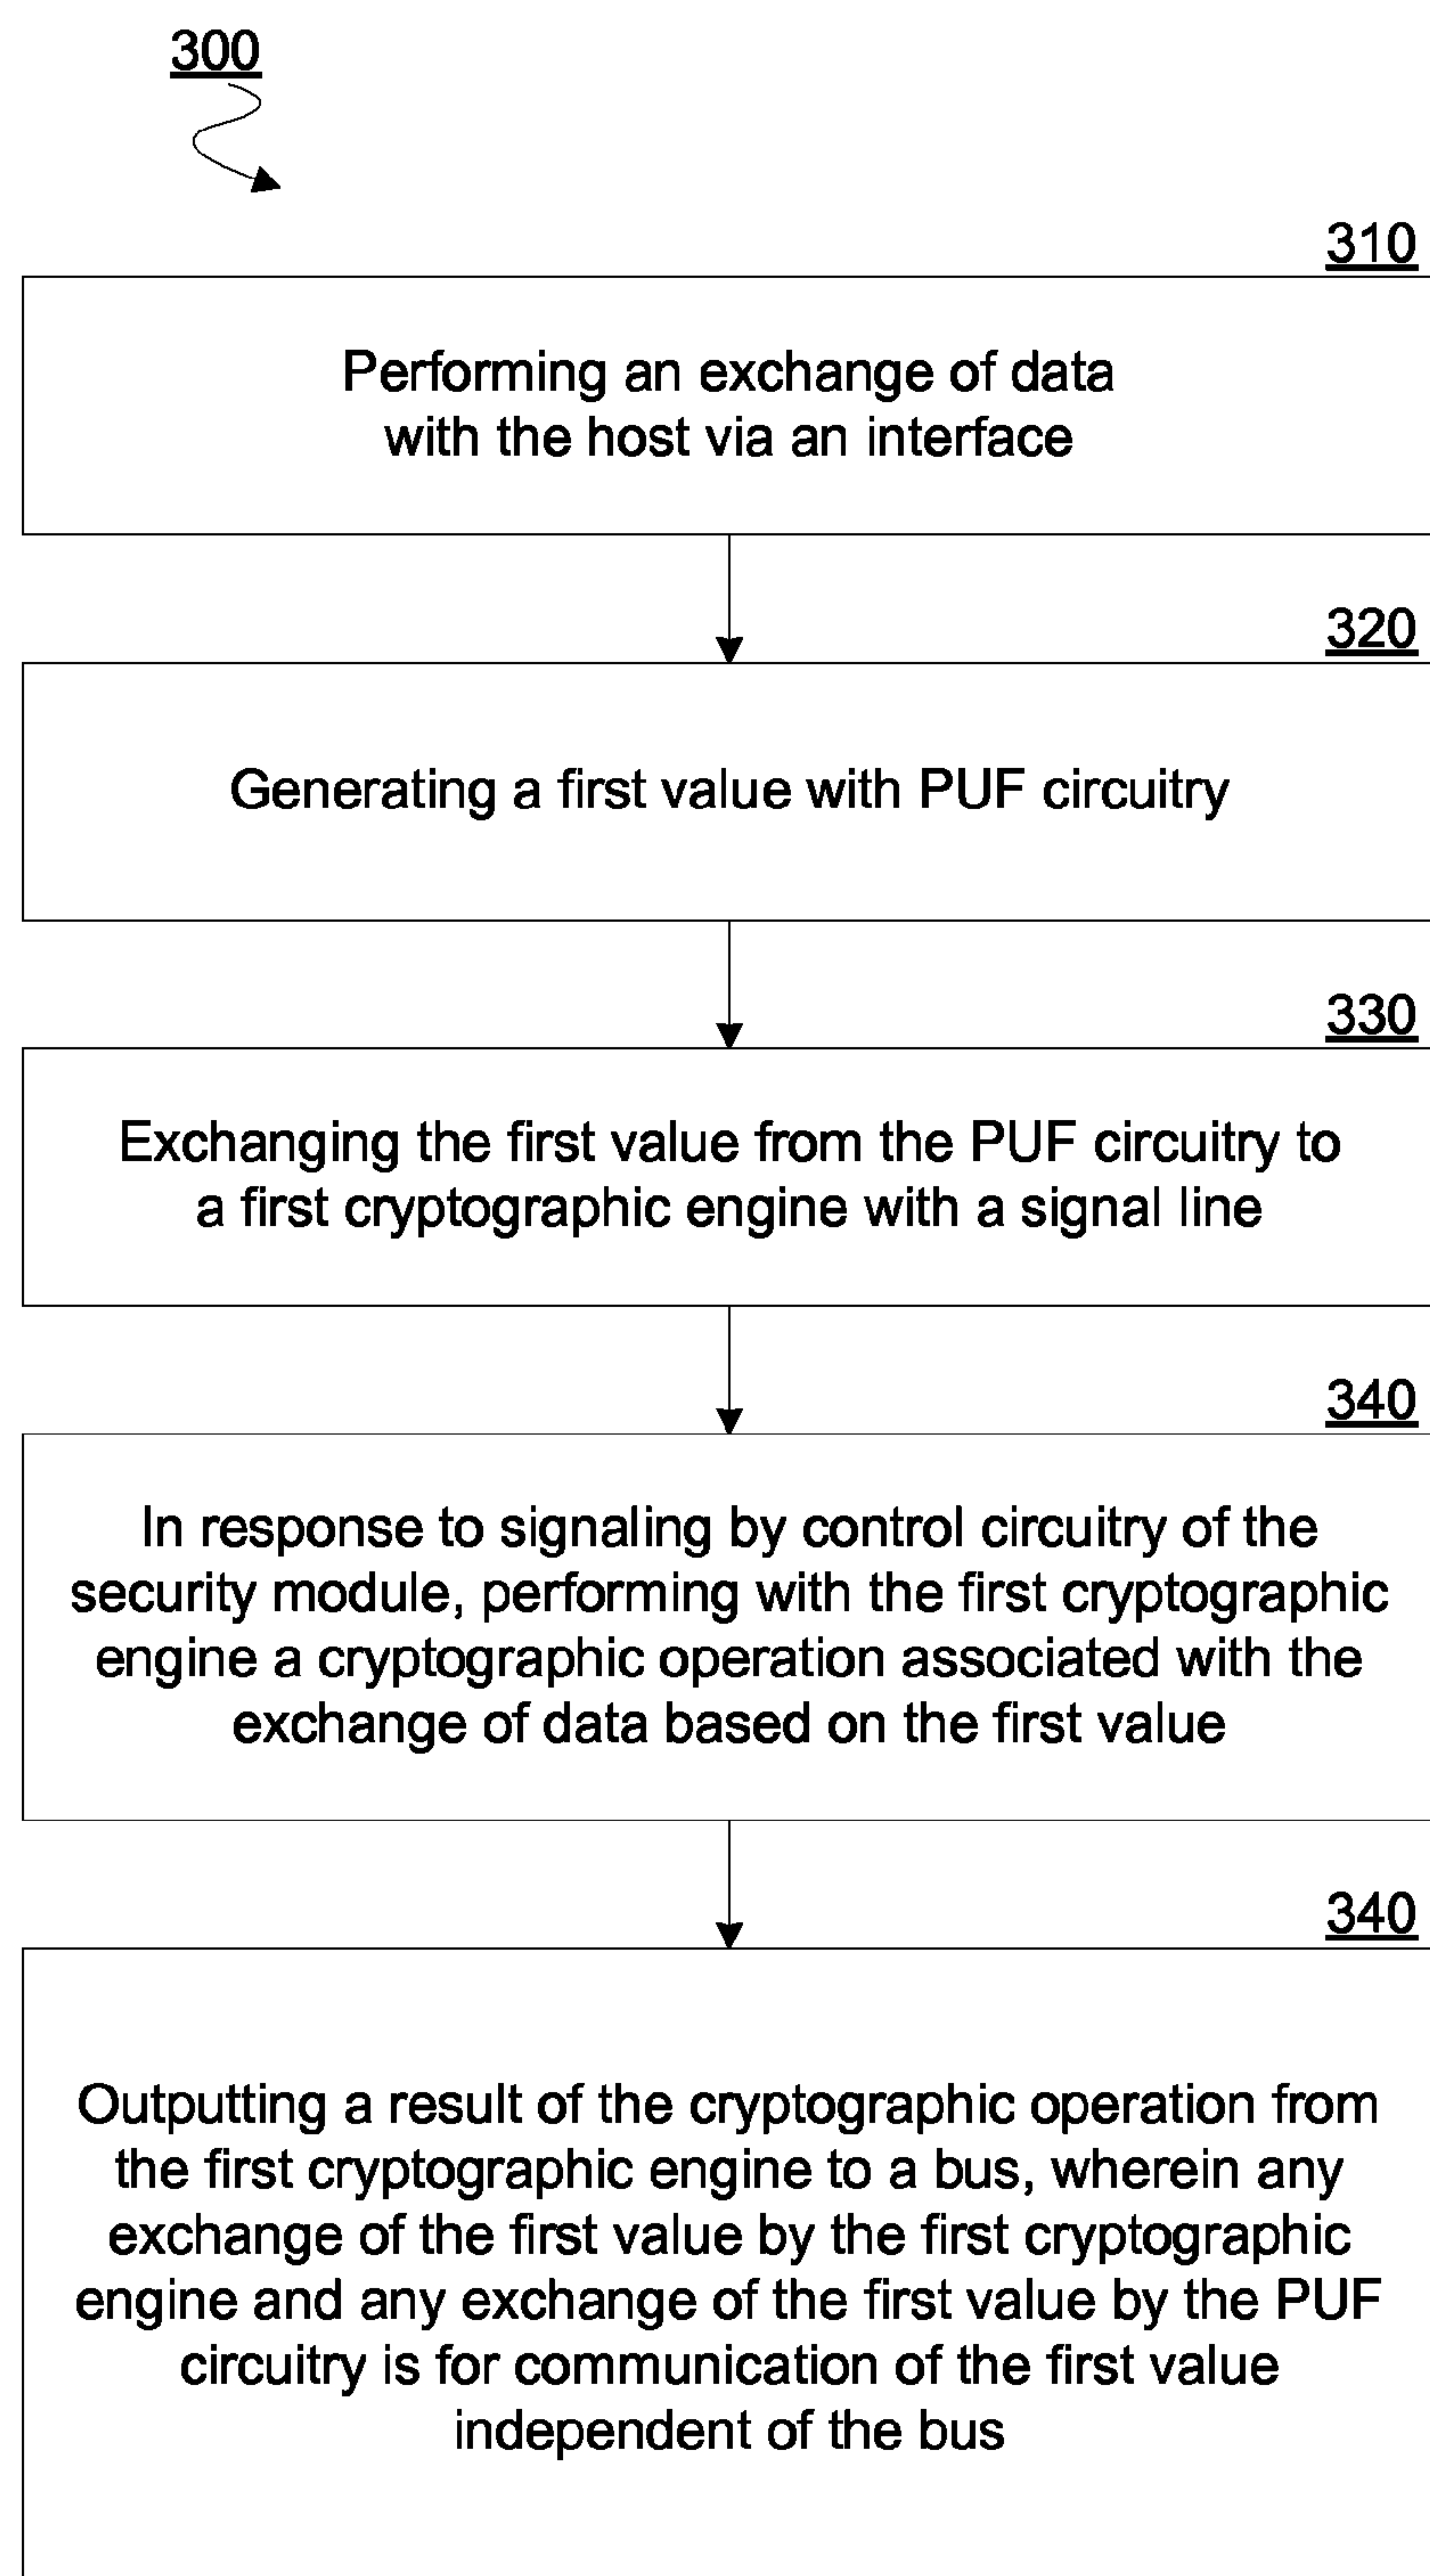 300
310
Performing an exchange of data
with the host via an interface
320
Generating a first value with PUF circuitry
330
Exchanging the first value from the PUF circuitry to
a first cryptographic engine with a signal line
340
In response to signaling by control circuitry of the
security module, performing with the first cryptographic
engine a cryptographic operation associated with the
exchange of data based on the first value
340
Outputting a result of the cryptographic operation from
the first cryptographic engine to a bus, wherein any
exchange of the first value by the first cryptographic
engine and any exchange of the first value by the PUF
circuitry is for communication of the first value
independent of the bus